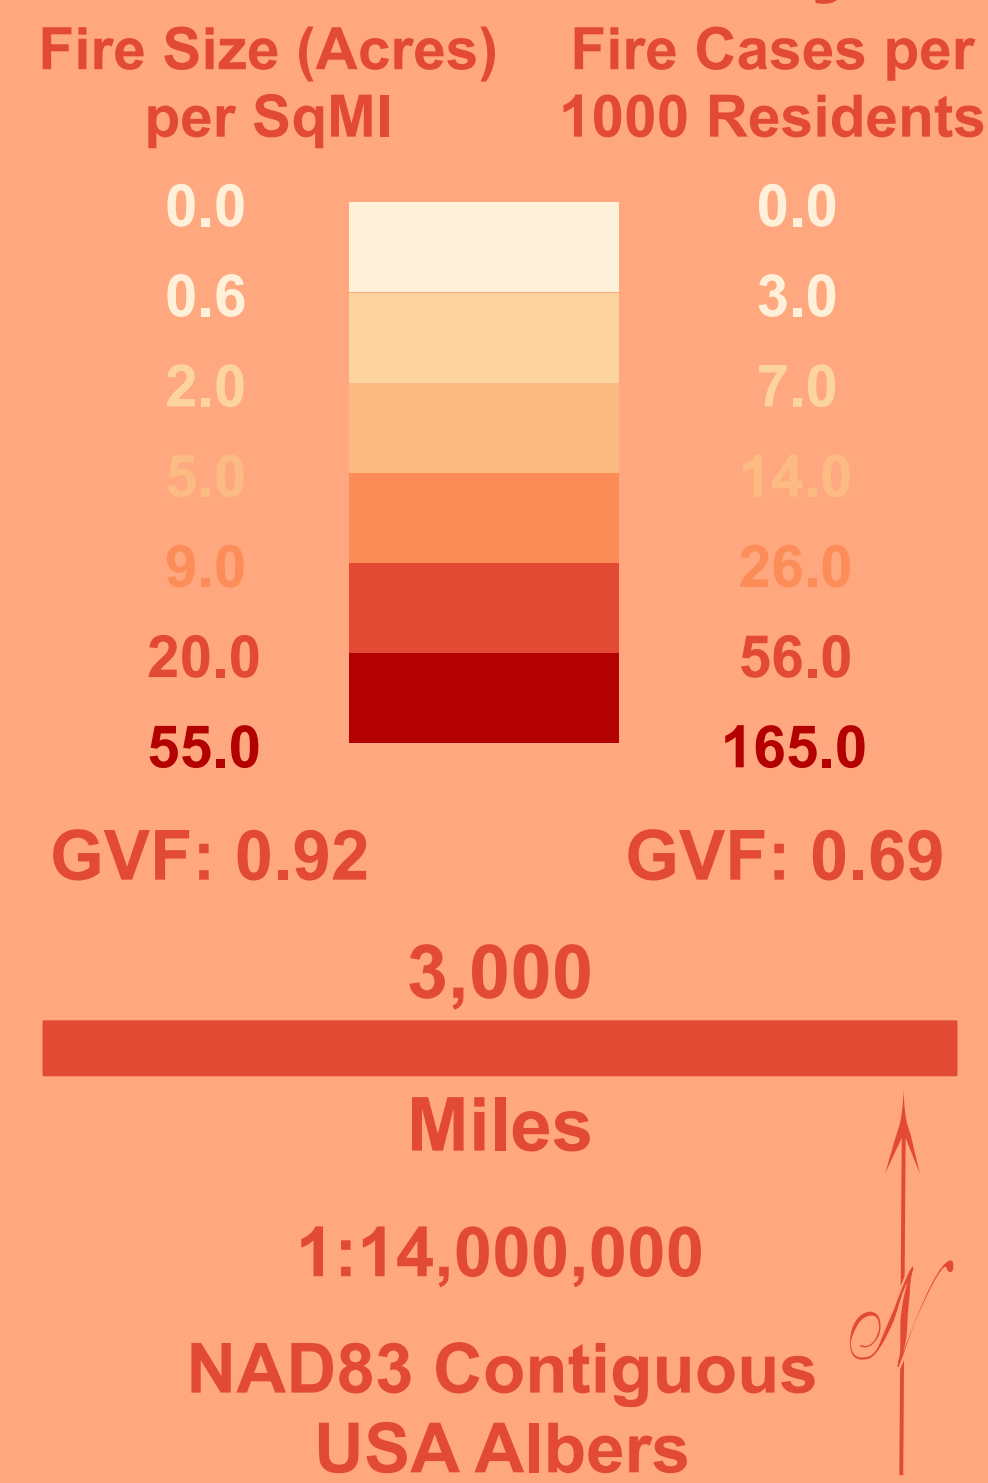 Fire Size (Acres) Fire Cases per
per SqMI 1000 Residents
0.0 0.0
0.6 3.0
2.0 7.0
5.0 14.0
9.0 26.0
20.0 56.0
55.0 165.0
GVF: 0.92 GVF: 0.69
3,000
Miles
1:14,000,000
N
NAD83 Contiguous
USA Albers